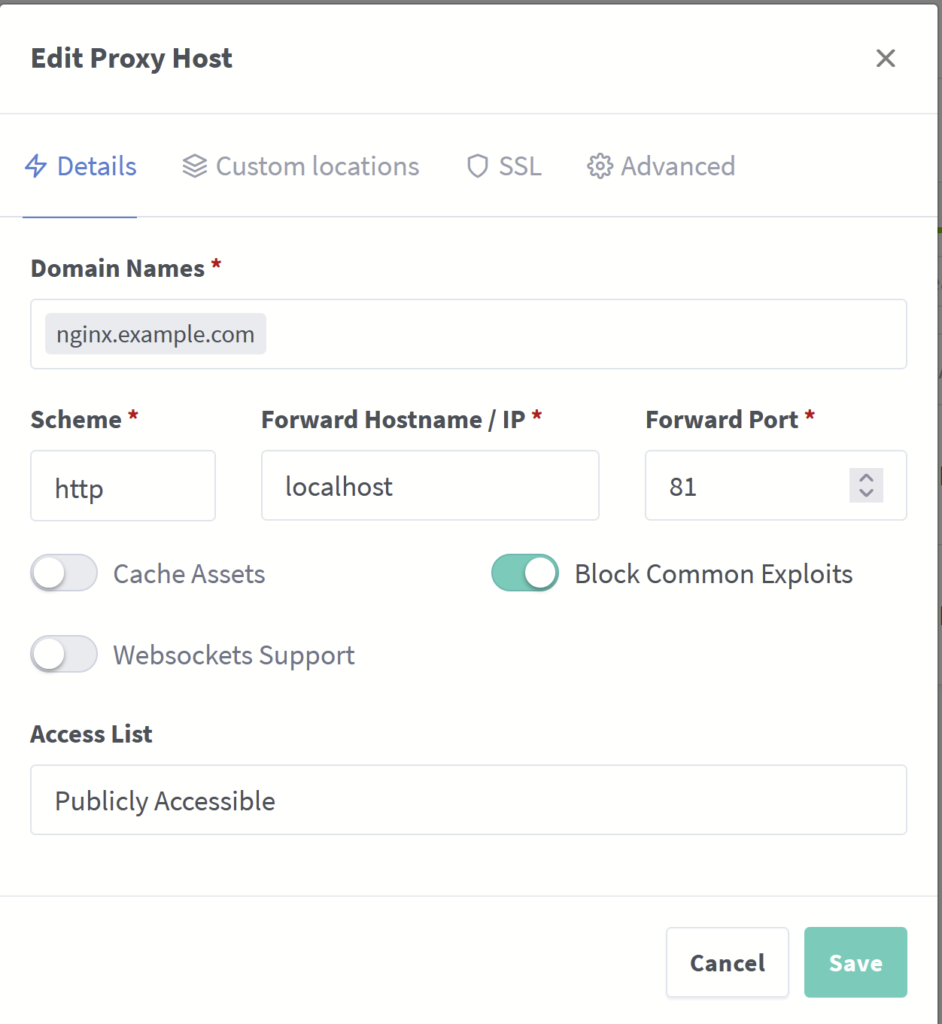 Edit Proxy Host
Details Custom locations SSL Advanced
Domain Names *
nginx.example.com
Scheme * Forward Hostname / IP * Forward Port *
http localhost 81
Cache Assets Block Common Exploits
Websockets Support
Access List
Publicly Accessible
Cancel Save